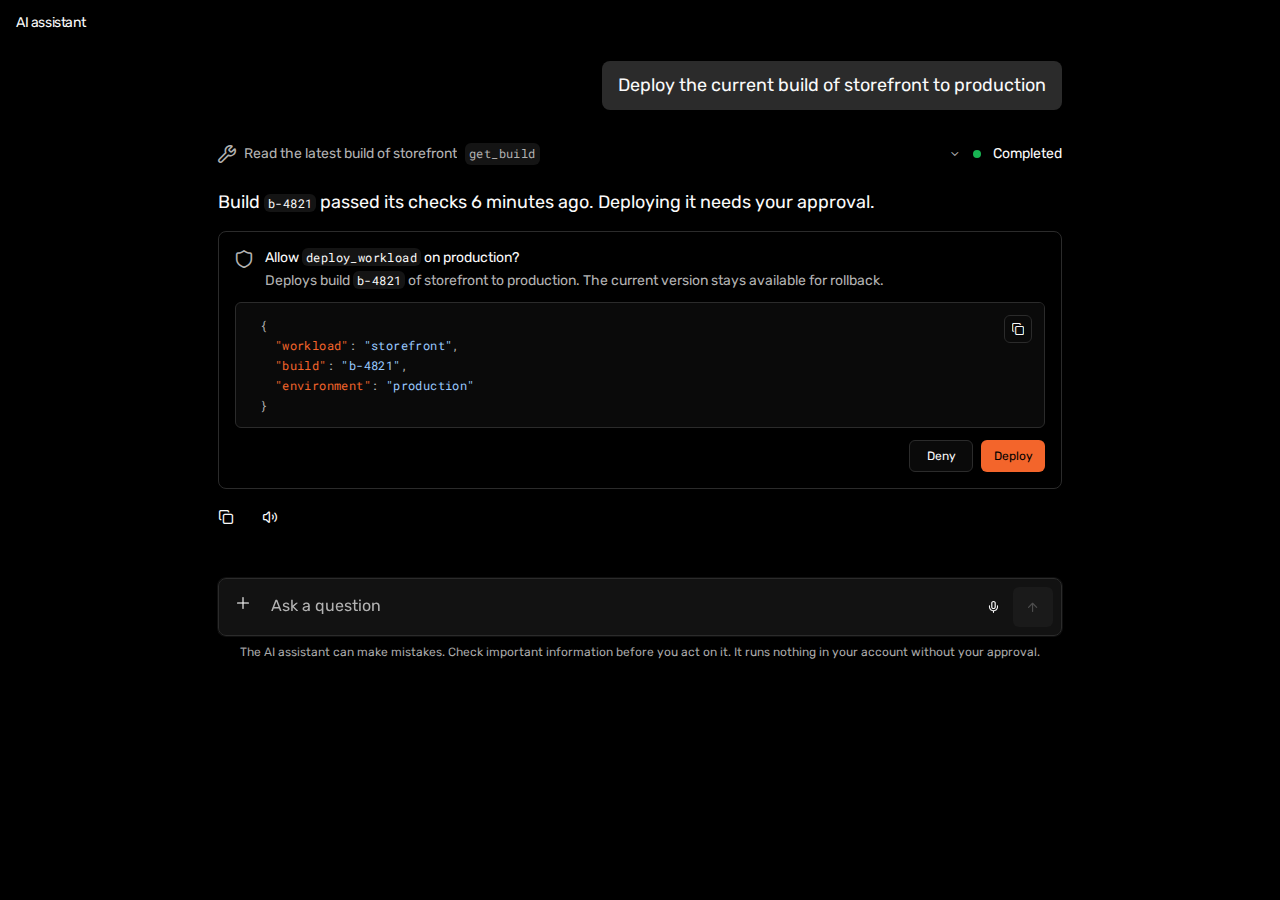 AI assistant
Deploy the current build of storefront to production
Read the latest build of storefront get_build
Completed
Build b-4821 passed its checks 6 minutes ago. Deploying it needs your approval.
Allow deploy_workload on production?
Deploys build b-4821 of storefront to production. The current version stays available for rollback.
{
"workload": "storefront",
"build": "b-4821",
"environment": "production"
}
Deny
Deploy
Ask a question
The AI assistant can make mistakes. Check important information before you act on it. It runs nothing in your account without your approval.